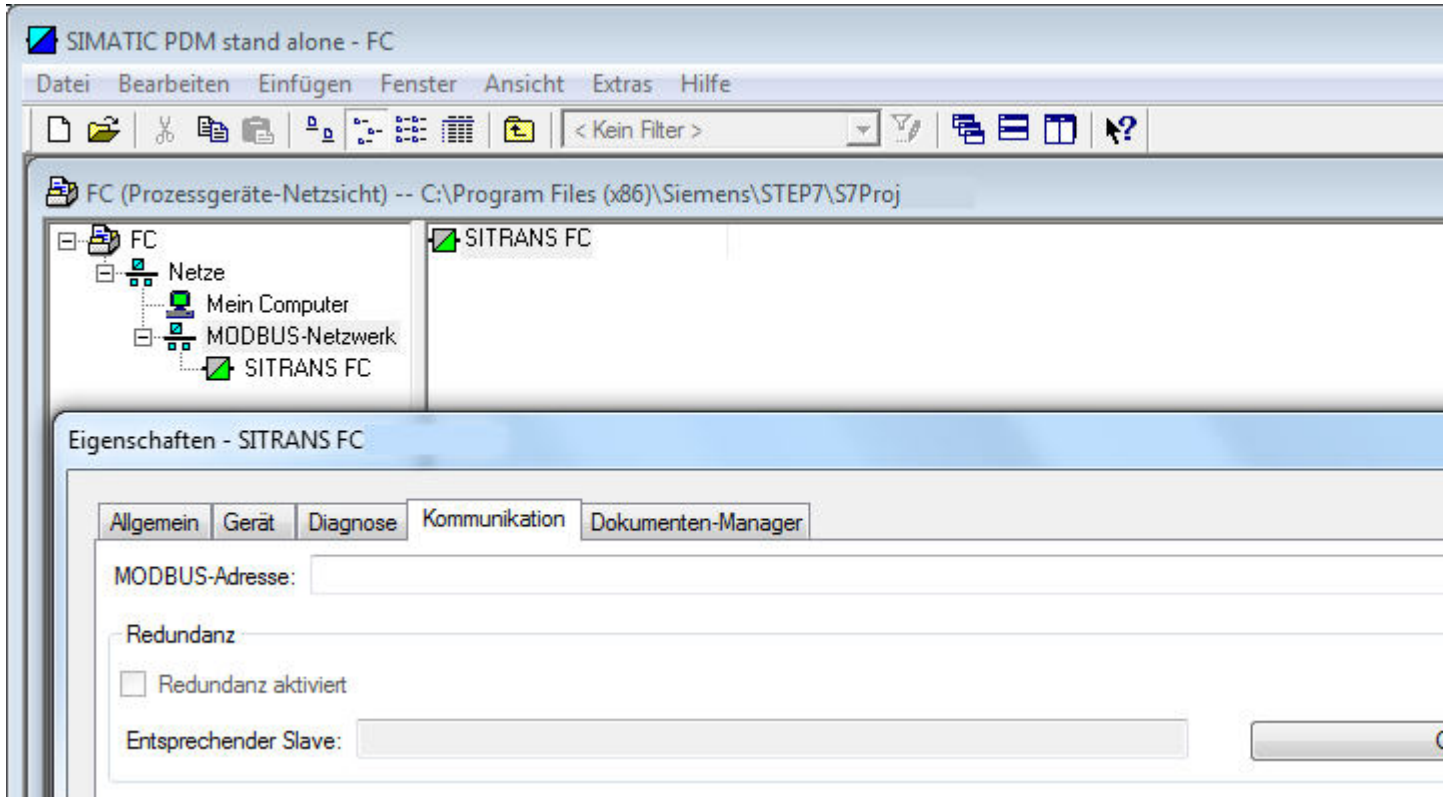 SIMATIC PDM stand alone - FC
Datei Bearbeiten Einfügen Fenster Ansicht Extras Hilfe
< Kein Filter >
FC (Prozessgeräte-Netzsicht) -- C:\Program Files (x86)\Siemens\STEP7\S7Proj
FC
SITRANS FC
Netze
Mein Computer
MODBUS-Netzwerk
SITRANS FC
Eigenschaften - SITRANS FC
Allgemein Gerät Diagnose Kommunikation Dokumenten-Manager
MODBUS-Adresse:
Redundanz
Redundanz aktiviert
Entsprechender Slave: